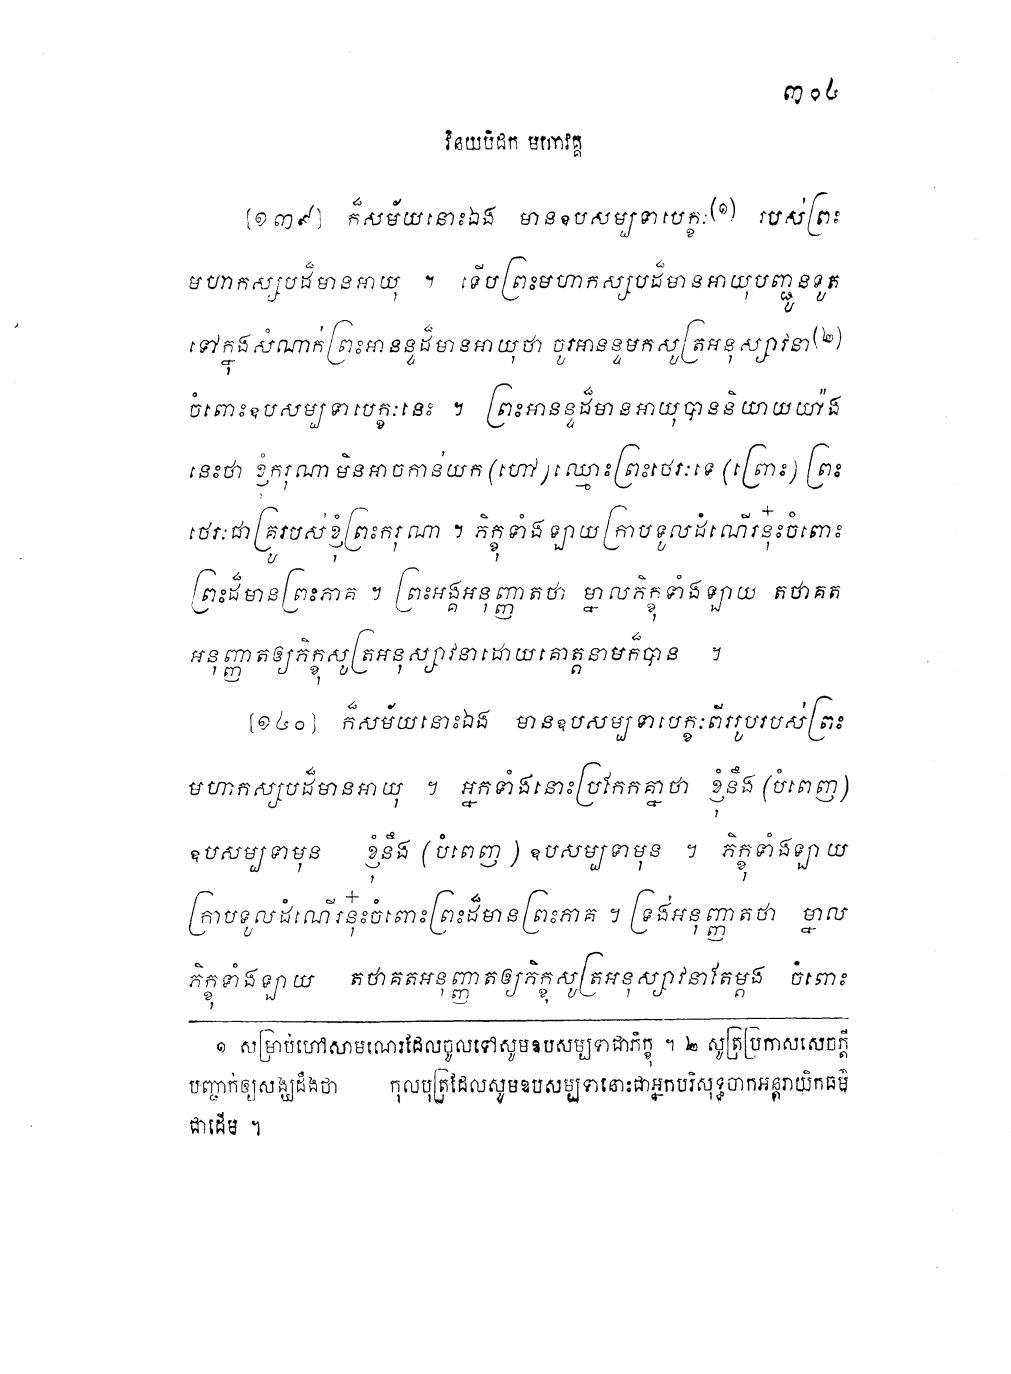 ៣០៤
វិនយបិដក មហាវគ្គ
[១៣៩] ក៏សម័យនោះឯង មានឧបសម្បទាបេក្ខៈ(១) របស់ព្រះ
មហាកស្សបដ៏មានអាយុ ។ ទើបព្រះមហាកស្សបដ៏មានអាយុបញ្ជូនទូត
ទៅក្នុងសំណាក់ព្រះអានន្ទដ៏មានអាយុថា ចូរអានន្ទមកសូត្រអនុស្សាវនា(២)
ចំពោះឧបសម្បទាបេក្ខៈនេះ ។ ព្រះអានន្ទដ៏មានអាយុបាននិយាយយ៉ាង
នេះថា ខ្ញុំករុណាមិនអាចកាន់យក (ហៅ) ឈ្មោះព្រះថេរៈទេ (ព្រោះ) ព្រះ
ថេរៈជាគ្រូរបស់ខ្ញុំព្រះករុណា ។ ភិក្ខុទាំងឡាយក្រាបទូលដំណើរនុ៎ះចំពោះ
ព្រះដ៏មានព្រះភាគ ។ ព្រះអង្គអនុញ្ញាតថា ម្នាលភិក្ខុទាំងឡាយ តថាគត
អនុញ្ញាតឲ្យភិក្ខុសូត្រអនុស្សាវនាដោយគោត្តនាមក៏បាន ។
[១៤០] ក៏សម័យនោះឯង មានឧបសម្បទាបេក្ខៈពីររូបរបស់ព្រះ
មហាកស្សបដ៏មានអាយុ ។ អ្នកទាំងនោះប្រកែកគ្នាថា ខ្ញុំនឹង (បំពេញ)
ឧបសម្បទាមុន ខ្ញុំនឹង (បំពេញ) ឧបសម្បទាមុន ។ ភិក្ខុទាំងឡាយ
ក្រាបទូលដំណើរនុ៎ះចំពោះព្រះដ៏មានព្រះភាគ ។ ទ្រង់អនុញ្ញាតថា ម្នាល
ភិក្ខុទាំងឡាយ តថាគតអនុញ្ញាតឲ្យភិក្ខុសូត្រអនុស្សាវនាតែម្តង ចំពោះ
១ សម្រាប់ហៅសាមណេរដែលចូលទៅសូមឧបសម្បទាជាភិក្ខុ ។ ២ សូត្រប្រកាសសេចក្តី
បញ្ជាក់ឲ្យសង្ឃដឹងថា កុលបុត្រដែលសូមឧបសម្បទានោះជាអ្នកបរិសុទ្ធចាកអន្តរាយិកធម៌
ជាដើម ។